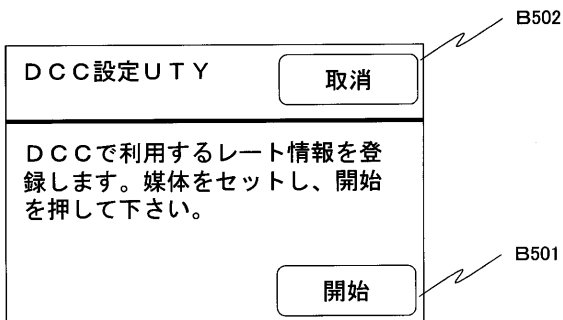 B502
ＤＣＣ設定ＵＴＹ
取消
ＤＣＣで利用するレート情報を登
録します。媒体をセットし、開始
を押して下さい。
B501
開始